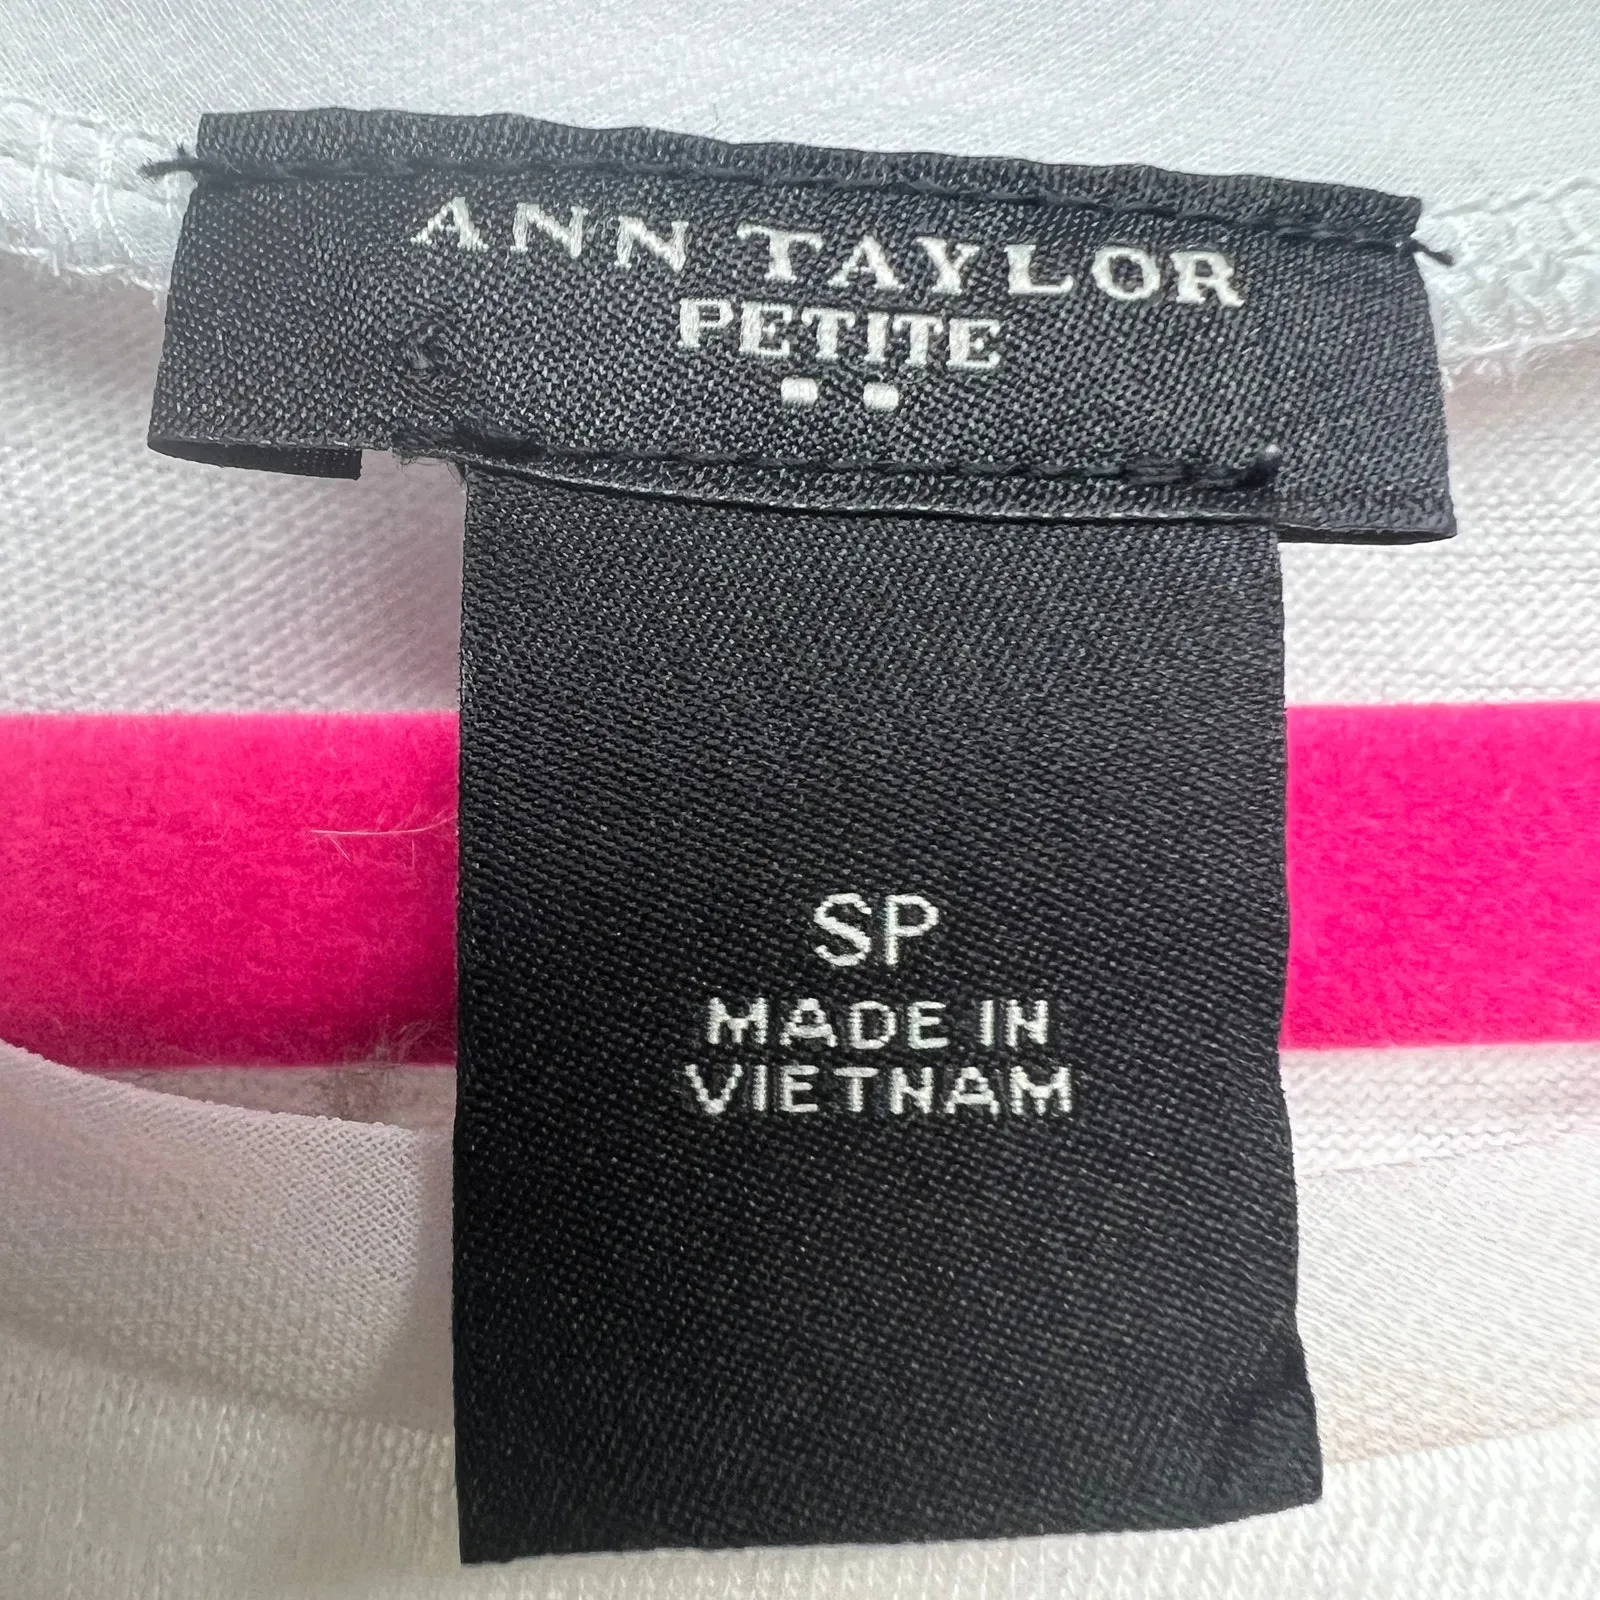 ANN TAYLOR
PETITE
SP
MADE IN
VIETNAM